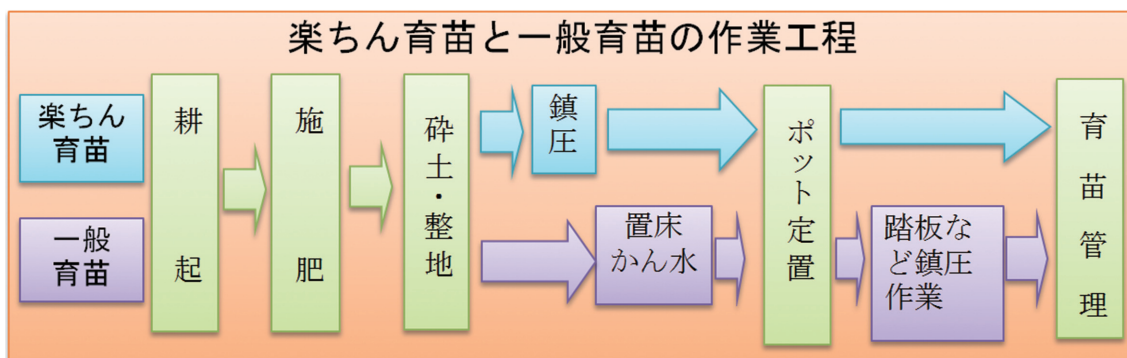 楽ちん育苗と一般育苗の作業工程
楽ちん
育苗
一般
育苗
耕起
施肥
砕土・整地
鎮圧
置床
かん水
ポット定置
踏板な
ど鎮圧
作業
育苗管理